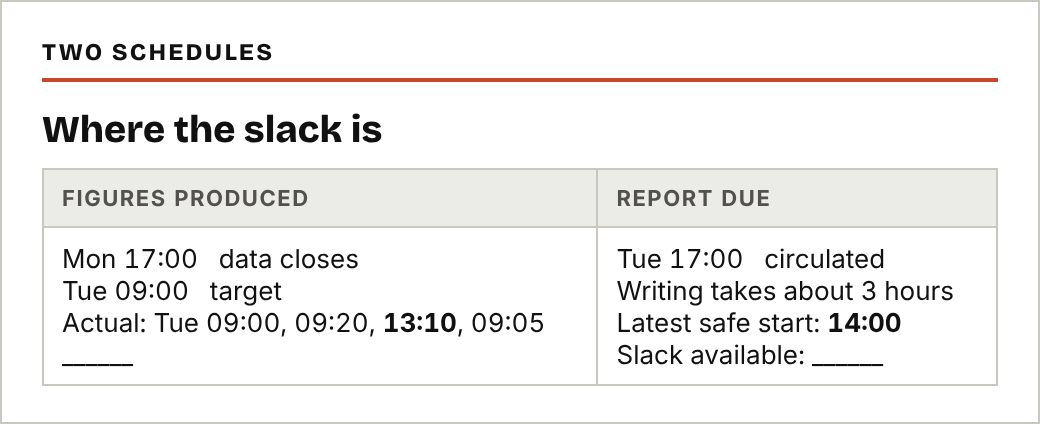 TWO SCHEDULES
Where the slack is
FIGURES PRODUCED
Mon 17:00 data closes
Tue 09:00 target
Actual: Tue 09:00, 09:20, 13:10, 09:05
______
REPORT DUE
Tue 17:00 circulated
Writing takes about 3 hours
Latest safe start: 14:00
Slack available: ______